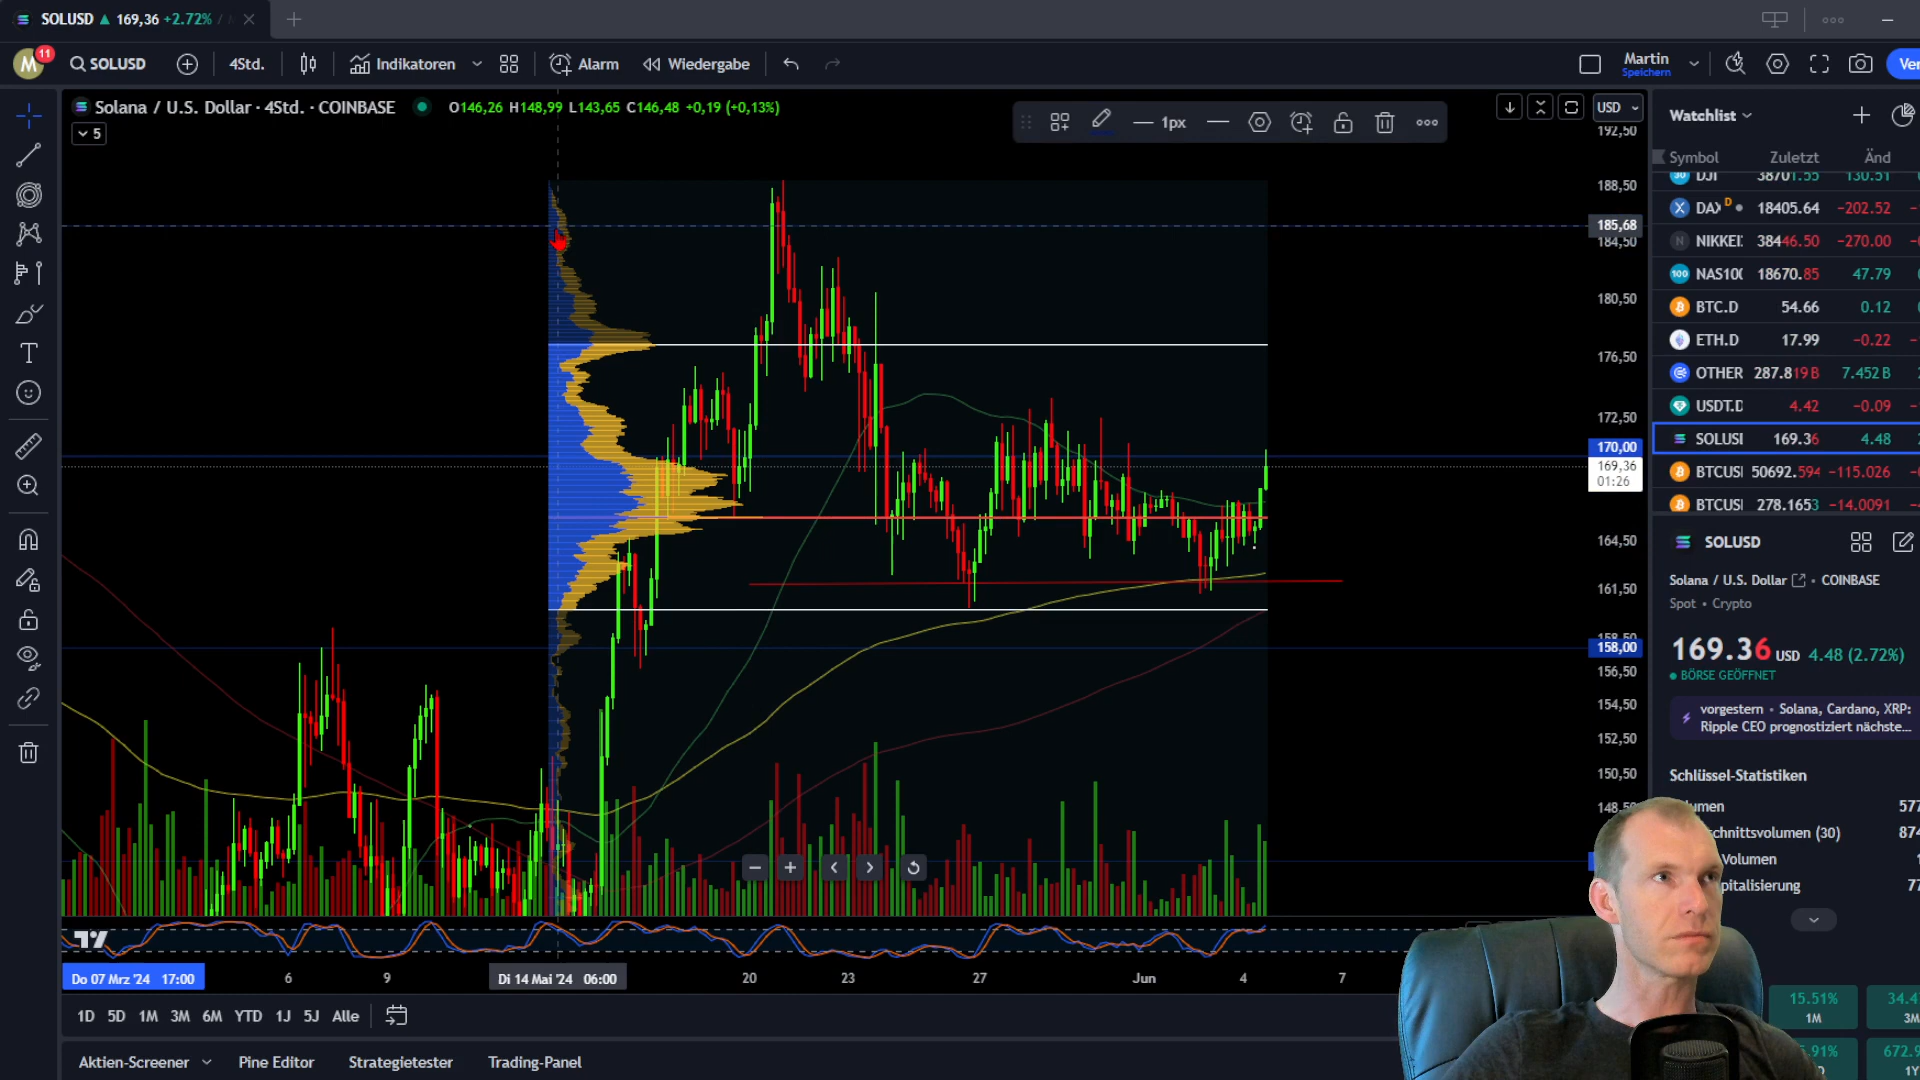 SOLUSD ▲ 169,36 +2.72% /
M 11 SOLUSD 4Std. Indikatoren Alarm Wiedergabe Martin
Speichern
Ver
Solana / U.S. Dollar · 4Std. · COINBASE O146,26 H148,99 L143,65 C146,48 +0,19 (+0,13%)
5
1px
USD
192,50
188,50
185,68
184,50
180,50
176,50
172,50
170,00
169,36
01:26
164,50
161,50
158,50
158,00
156,50
154,50
152,50
150,50
148,50
Do 07 Mrz '24 17:00 6 9 Di 14 Mai '24 06:00 20 23 27 Jun 4 7
1D 5D 1M 3M 6M YTD 1J 5J Alle
Aktien-Screener Pine Editor Strategietester Trading-Panel
Watchlist
Symbol Zuletzt Änd
30 DJI 38701.55 130.51
DAX D 18405.64 −202.52
N NIKKEI 38446.50 −270.00
100 NAS100 18670.85 47.79
BTC.D 54.66 0.12
ETH.D 17.99 −0.22
OTHER 287.819 B 7.452 B
USDT.D 4.42 −0.09
SOLUSI 169.36 4.48
BTCUSI 50692.594 −115.026
BTCUSI 278.1653 −14.0091
SOLUSD
Solana / U.S. Dollar • COINBASE
Spot • Crypto
169.36 USD 4.48 (2.72%)
BÖRSE GEÖFFNET
vorgestern • Solana, Cardano, XRP:
Ripple CEO prognostiziert nächste...
Schlüssel-Statistiken
umen 577
schnittsvolumen (30) 874
Volumen
pitalisierung 77
15.51% 34.4
1M 3M
.91% 672.9
1Y